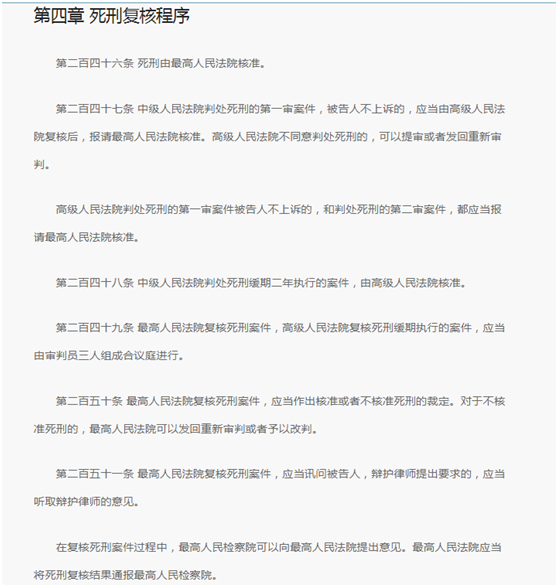 第四章 死刑复核程序
第二百四十六条 死刑由最高人民法院核准。
第二百四十七条 中级人民法院判处死刑的第一审案件，被告人不上诉的，应当由高级人民法
院复核后，报请最高人民法院核准。高级人民法院不同意判处死刑的，可以提审或者发回重新审
判。
高级人民法院判处死刑的第一审案件被告人不上诉的，和判处死刑的第二审案件，都应当报
请最高人民法院核准。
第二百四十八条 中级人民法院判处死刑缓期二年执行的案件，由高级人民法院核准。
第二百四十九条 最高人民法院复核死刑案件，高级人民法院复核死刑缓期执行的案件，应当
由审判员三人组成合议庭进行。
第二百五十条 最高人民法院复核死刑案件，应当作出核准或者不核准死刑的裁定。对于不核
准死刑的，最高人民法院可以发回重新审判或者予以改判。
第二百五十一条 最高人民法院复核死刑案件，应当讯问被告人，辩护律师提出要求的，应当
听取辩护律师的意见。
在复核死刑案件过程中，最高人民检察院可以向最高人民法院提出意见。最高人民法院应当
将死刑复核结果通报最高人民检察院。